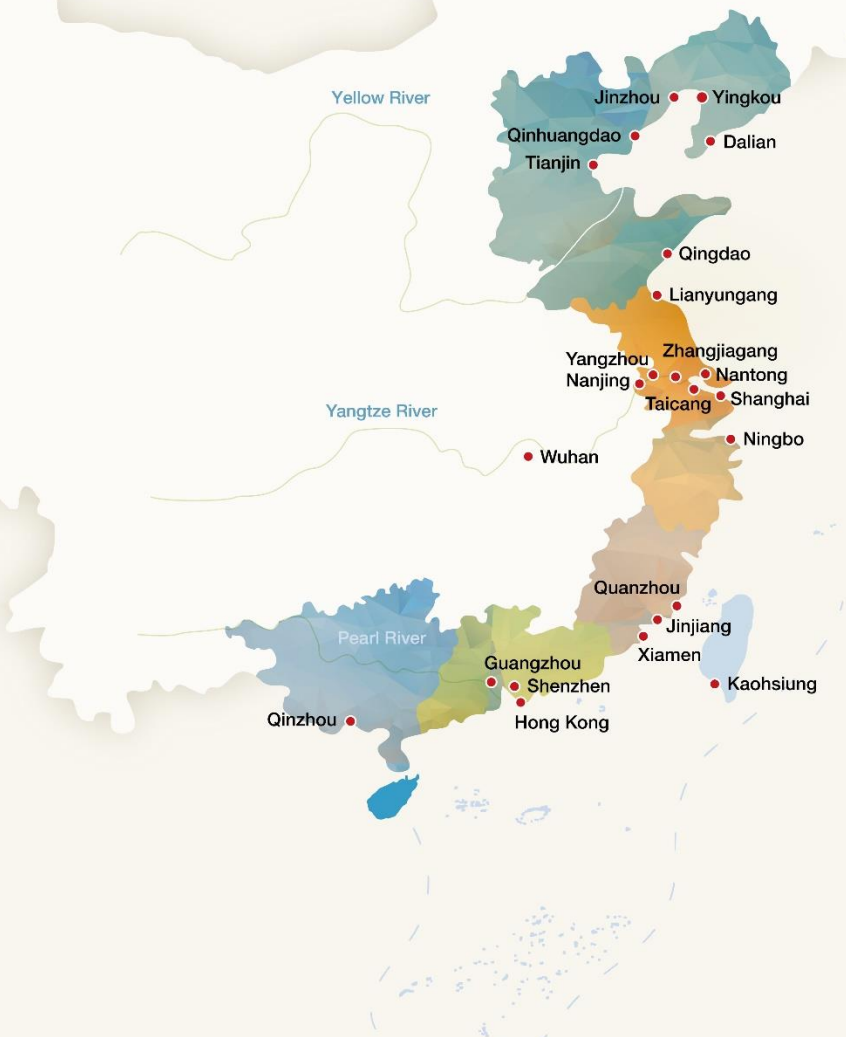 Yellow River
Jinzhou
Yingkou
Qinhuangdao
Dalian
Tianjin
Qingdao
Lianyungang
Zhangjiagang
Yangzhou
Nantong
Nanjing
Shanghai
Taicang
Yangtze River
Ningbo
Wuhan
Quanzhou
Jinjiang
Pearl River
Xiamen
Guangzhou
Shenzhen
Kaohsiung
Qinzhou
Hong Kong